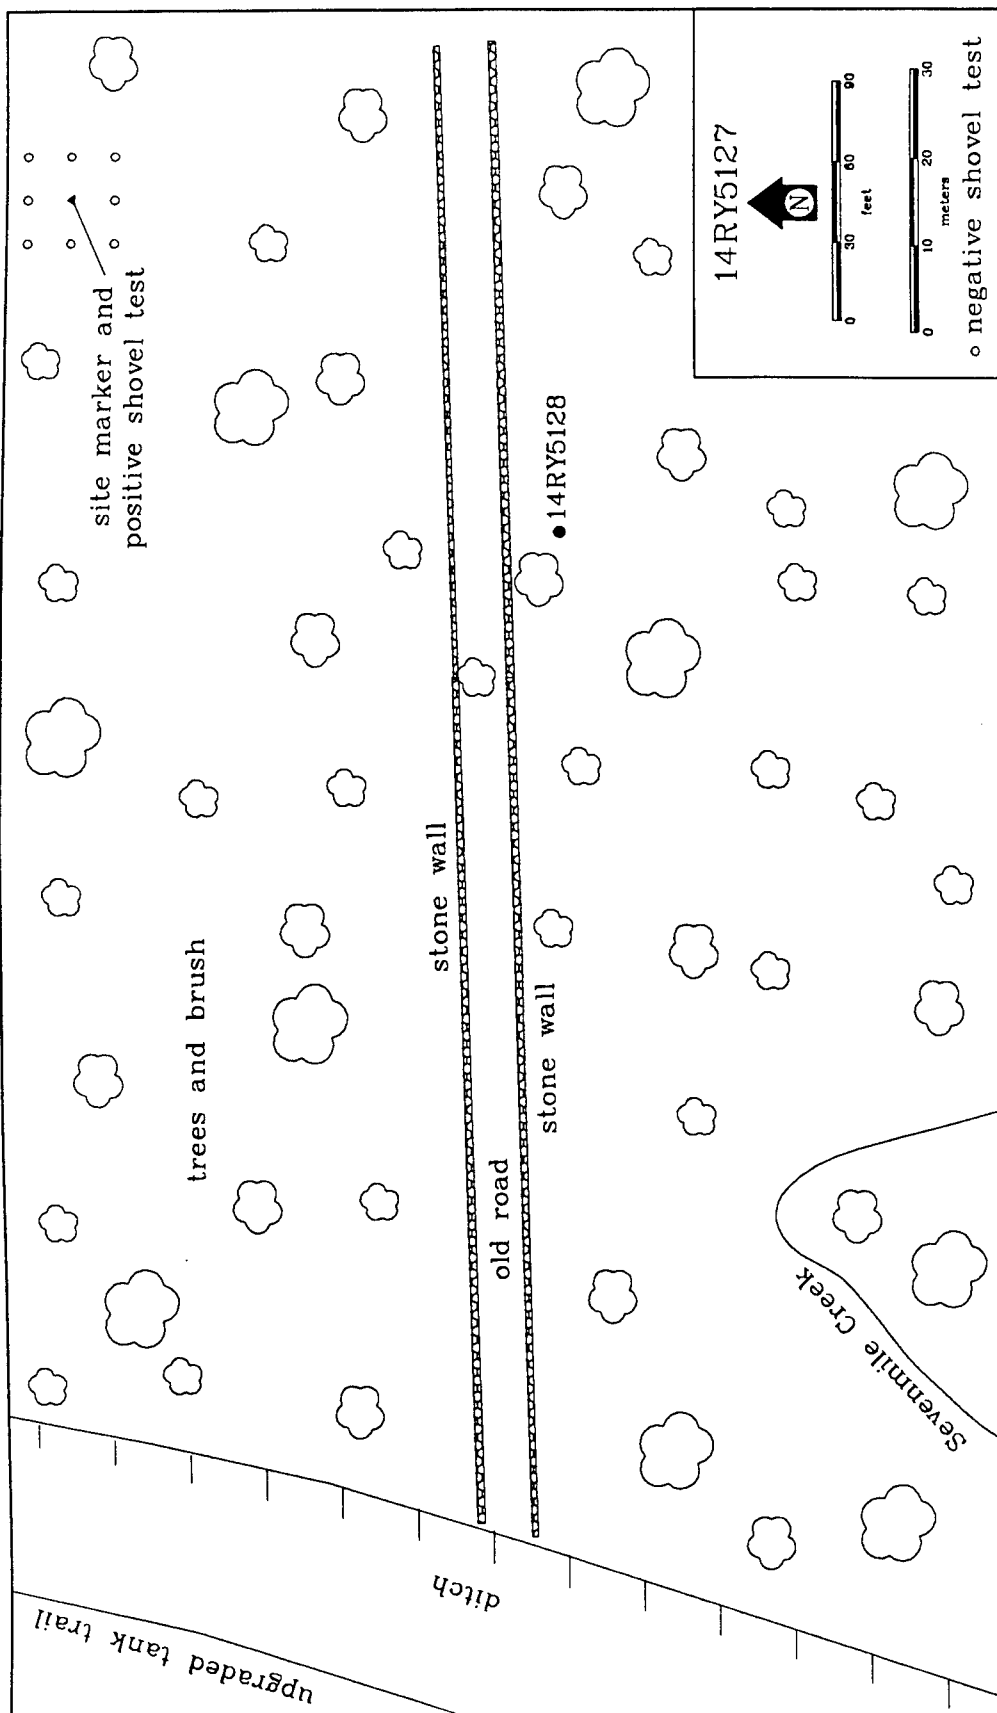 site marker and
positive shovel test
trees and brush
stone wall
old road
stone wall
14RY5128
ditch
upgraded tank trail
Sevenmile Creek
14RY5127
N
0 30 60 90
feet
0 10 20 30
meters
negative shovel test